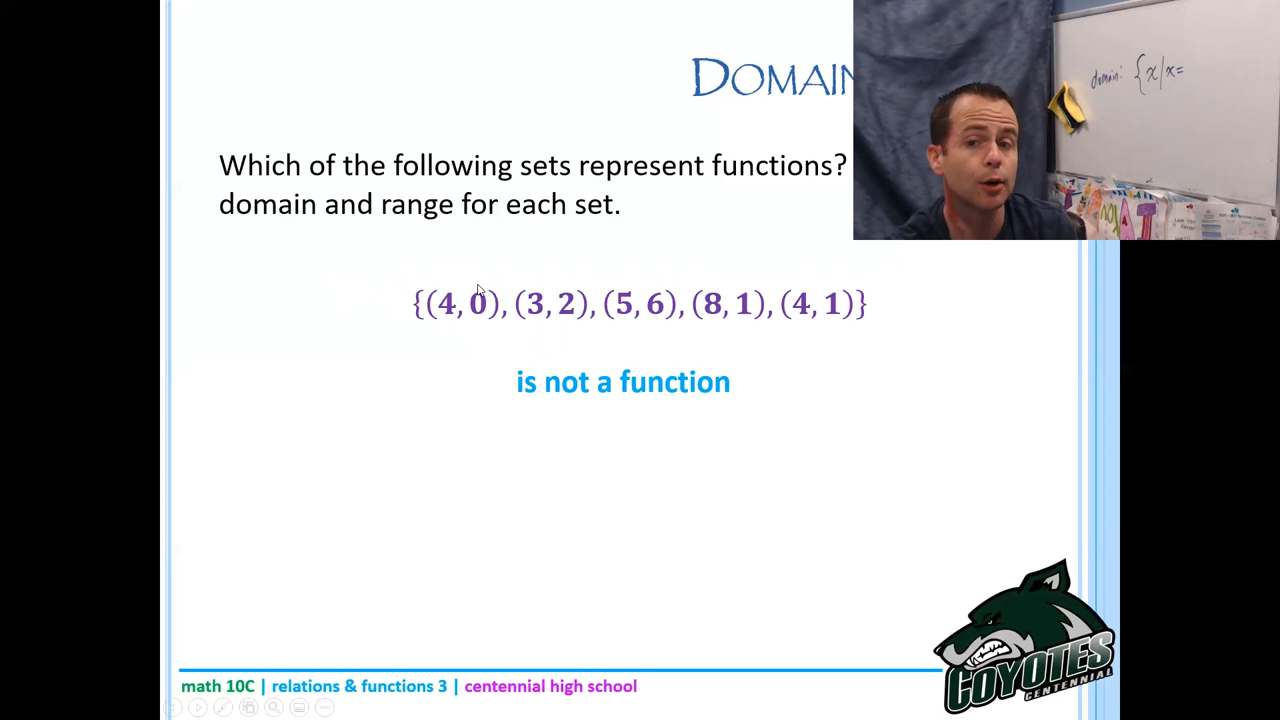 DOMAIN
domain: {x|x=
Which of the following sets represent functions?
domain and range for each set.
{(4, 0), (3, 2), (5, 6), (8, 1), (4, 1)}
is not a function
COYOTES
CENTENNIAL
math 10C | relations & functions 3 | centennial high school